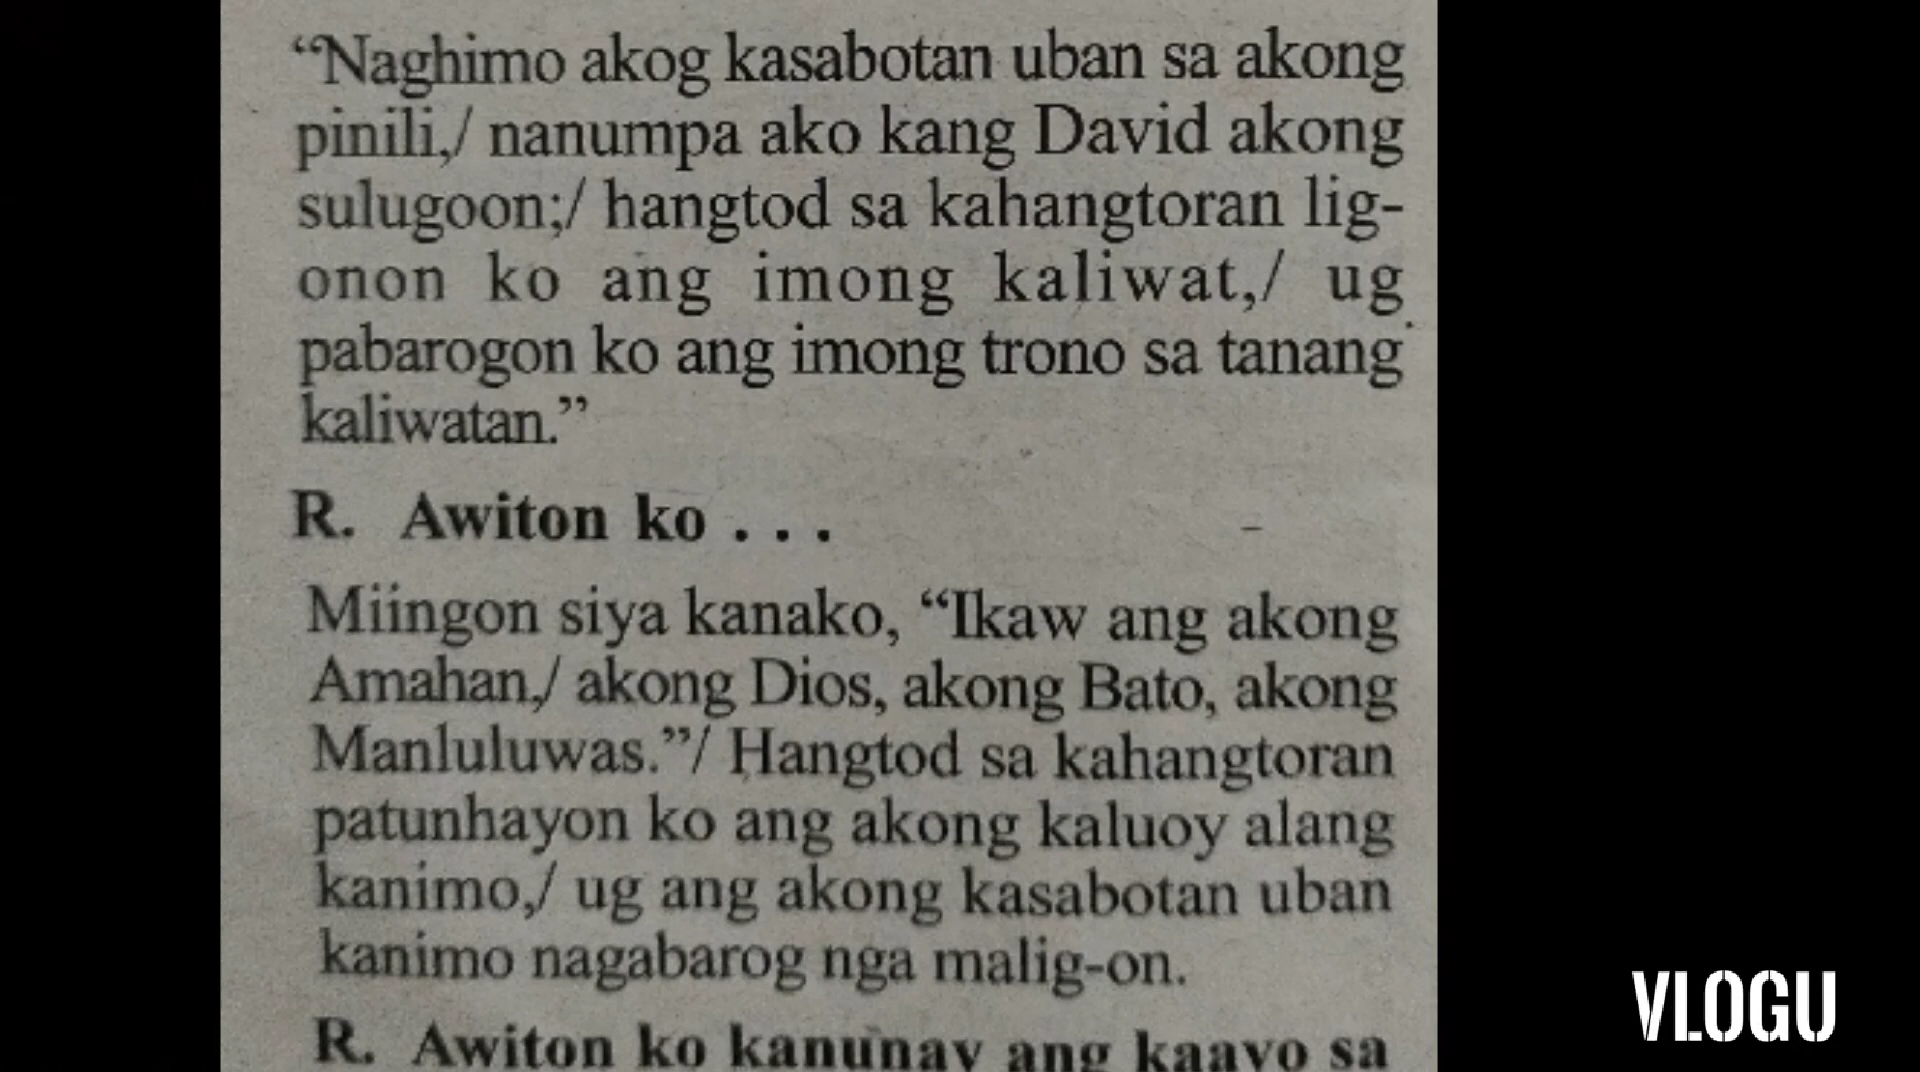 “Naghimo akog kasabotan uban sa akong
pinili,/ nanumpa ako kang David akong
sulugoon;/ hangtod sa kahangtoran lig-
onon ko ang imong kaliwat,/ ug
pabarogon ko ang imong trono sa tanang
kaliwatan.”
R. Awiton ko . . .
Miingon siya kanako, “Ikaw ang akong
Amahan,/ akong Dios, akong Bato, akong
Manluluwas.”/ Hangtod sa kahangtoran
patunhayon ko ang akong kaluoy alang
kanimo,/ ug ang akong kasabotan uban
kanimo nagabarog nga malig-on.
R. Awiton ko kanunay ang kaayo sa
VLOGU